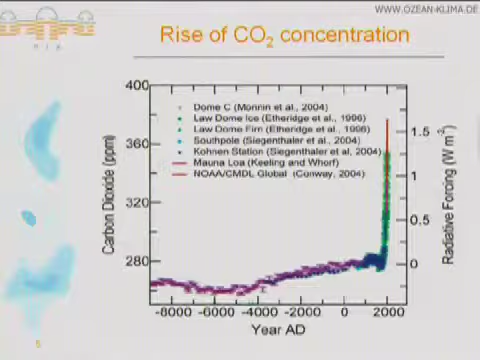 WWW.OZEAN-KLIMA.DE
P I K
Rise of CO2 concentration
400
360
320
280
Carbon Dioxide (ppm)
Dome C (Monnin et al., 2004)
Law Dome Ice (Etheridge et al., 1996)
Law Dome Firn (Etheridge et al., 1996)
Southpole (Siegenthaler et al., 2004)
Kohnen Station (Siegenthaler et al, 2004)
Mauna Loa (Keeling and Whorf)
NOAA/CMDL Global (Conway, 2004)
1.5
1
0.5
0
Radiative Forcing (W m-2)
-8000 -6000 -4000 -2000 0 2000
Year AD
5